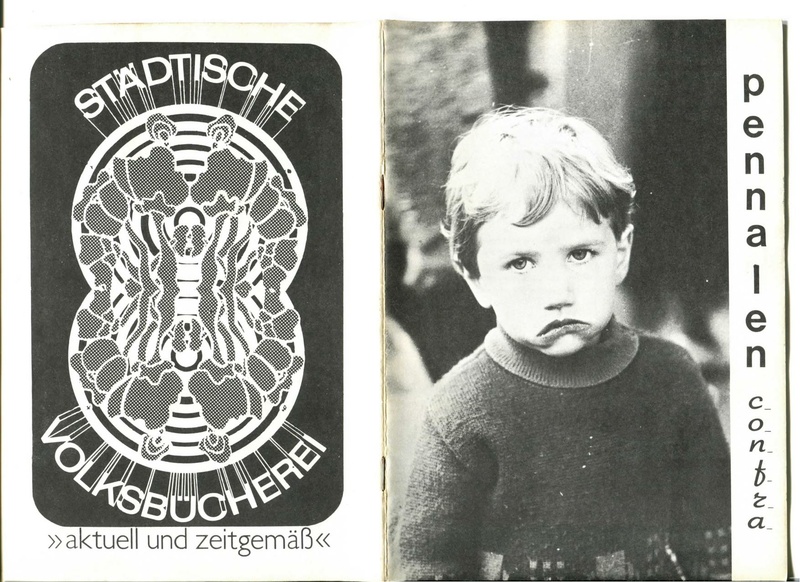 STÄDTISCHE
VOLKSBÜCHEREI
»aktuell und zeitgemäß«
pennalen
contra